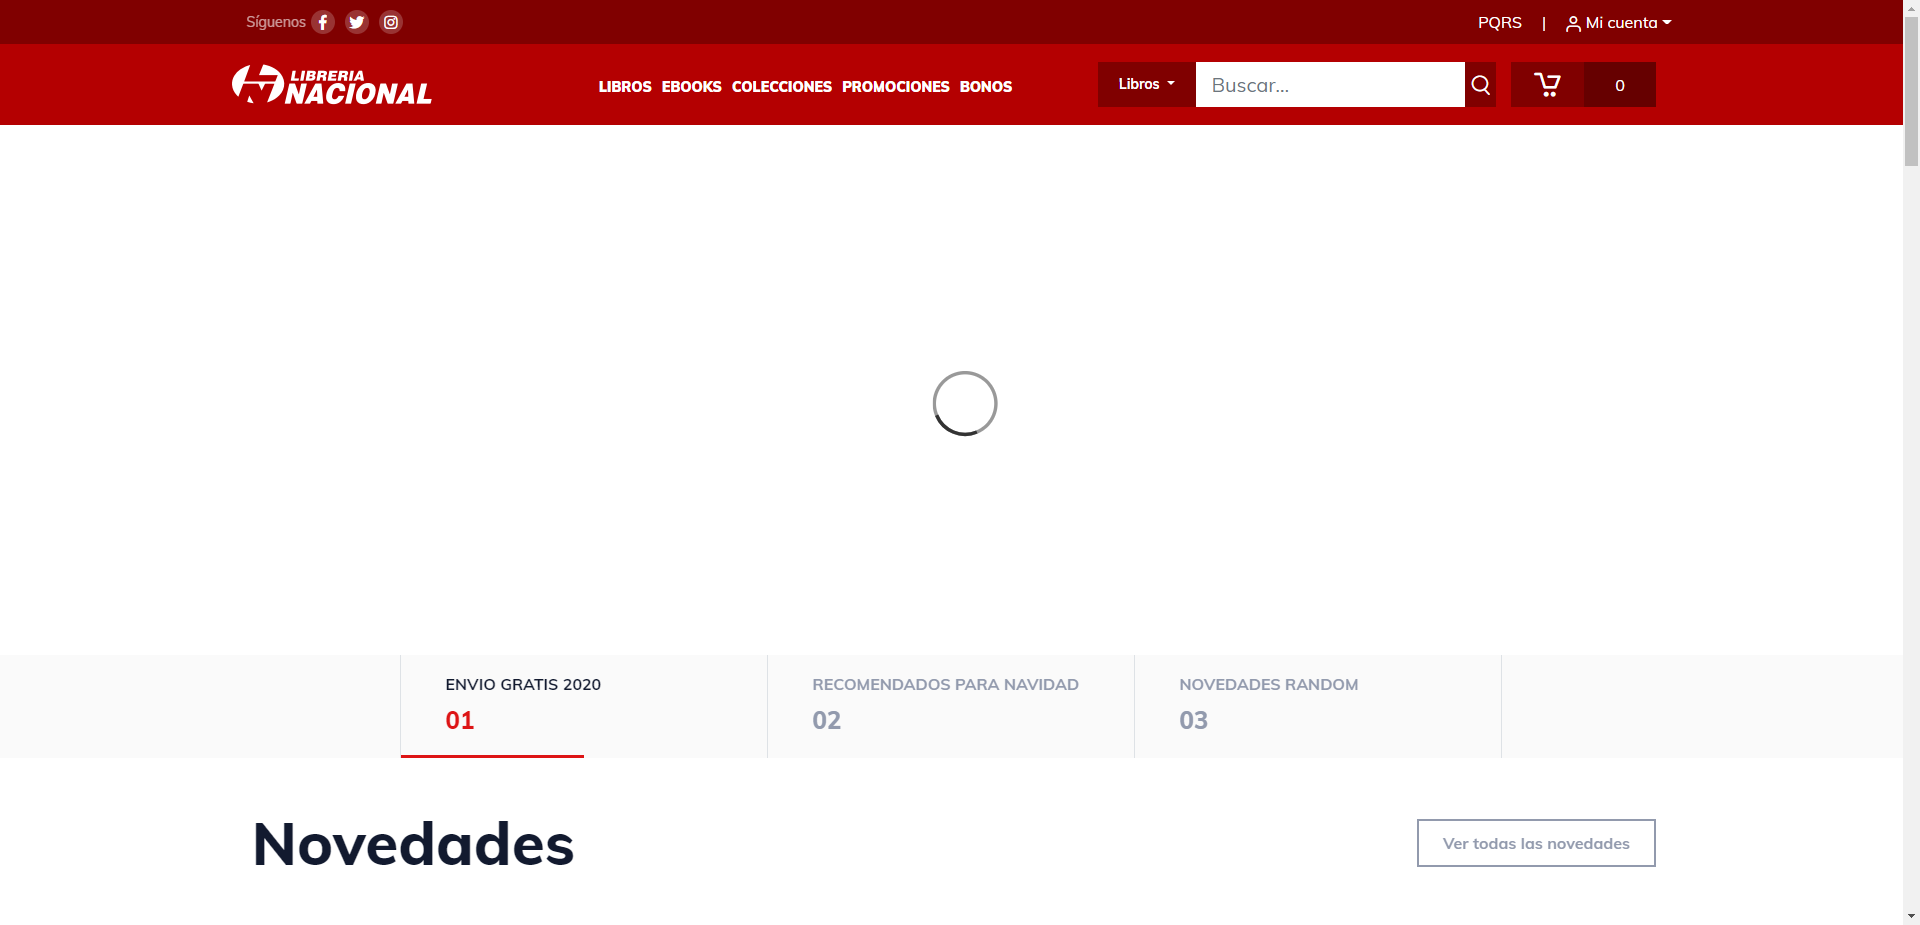 Síguenos
PQRS | Mi cuenta
LIBRERIA
NACIONAL
LIBROS EBOOKS COLECCIONES PROMOCIONES BONOS
Libros
Buscar...
0
ENVIO GRATIS 2020
01
RECOMENDADOS PARA NAVIDAD
02
NOVEDADES RANDOM
03
Novedades
Ver todas las novedades